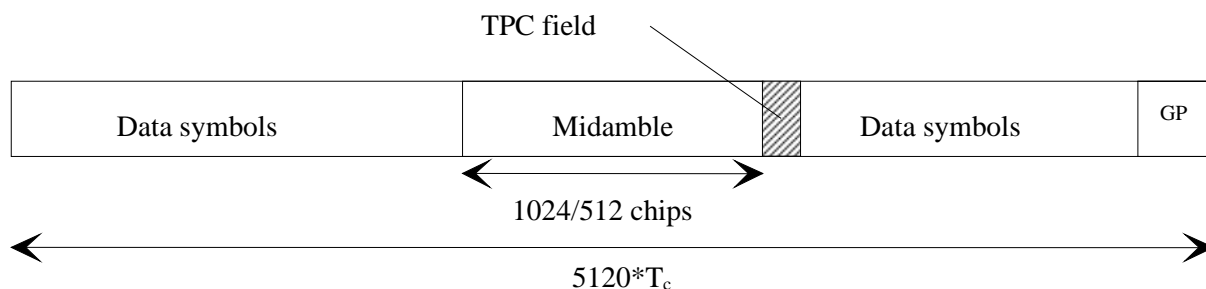 TPC field
Data symbols
Midamble
Data symbols
GP
1024/512 chips
5120*Tc